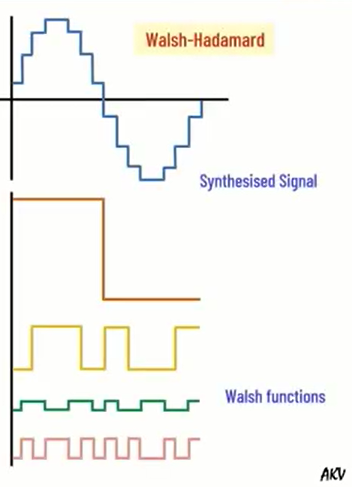 Walsh-Hadamard
Synthesised Signal
Walsh functions
AKV